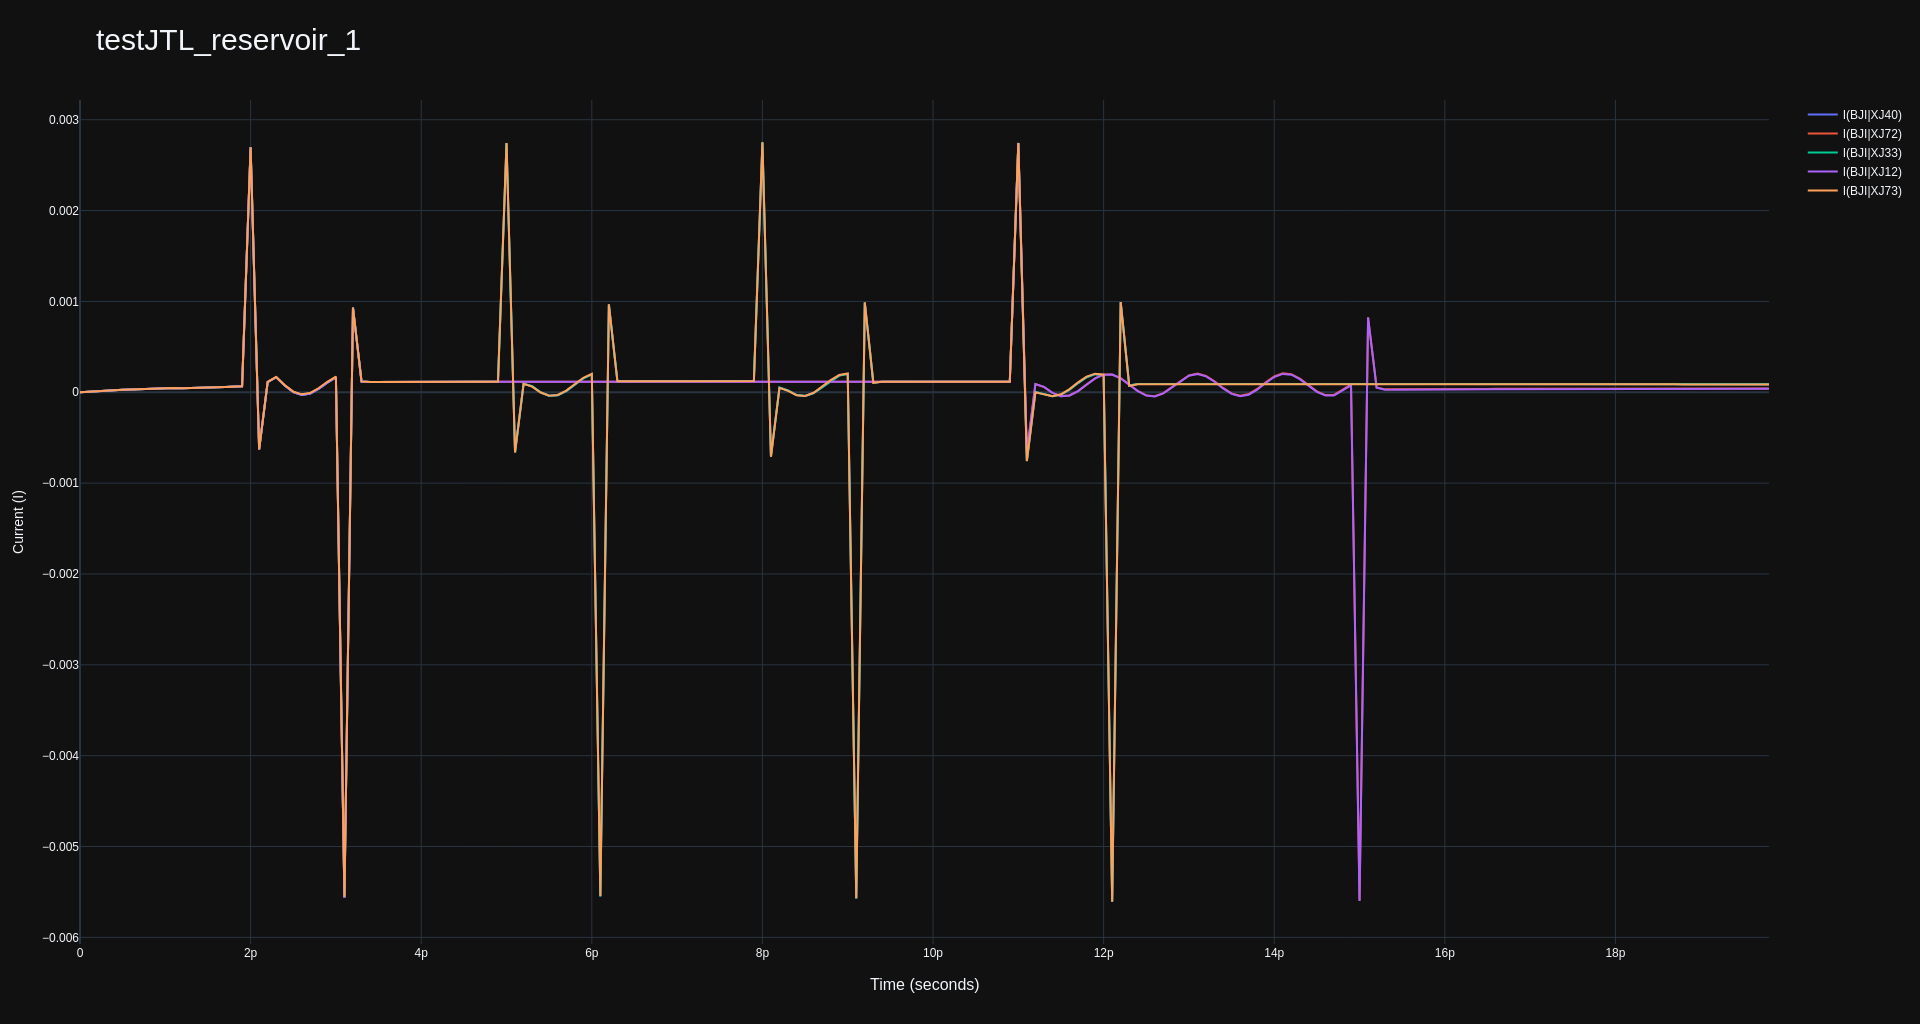 testJTL_reservoir_1
I(BJI|XJ40)
I(BJI|XJ72)
I(BJI|XJ33)
I(BJI|XJ12)
I(BJI|XJ73)
0.003
0.002
0.001
0
−0.001
−0.002
−0.003
−0.004
−0.005
−0.006
Current (I)
0 2p 4p 6p 8p 10p 12p 14p 16p 18p
Time (seconds)